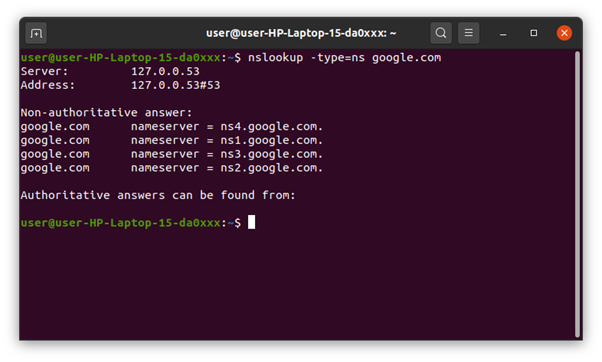 user@user-HP-Laptop-15-da0xxx: ~
user@user-HP-Laptop-15-da0xxx:~$ nslookup -type=ns google.com
Server:         127.0.0.53
Address:        127.0.0.53#53

Non-authoritative answer:
google.com      nameserver = ns4.google.com.
google.com      nameserver = ns1.google.com.
google.com      nameserver = ns3.google.com.
google.com      nameserver = ns2.google.com.

Authoritative answers can be found from:

user@user-HP-Laptop-15-da0xxx:~$